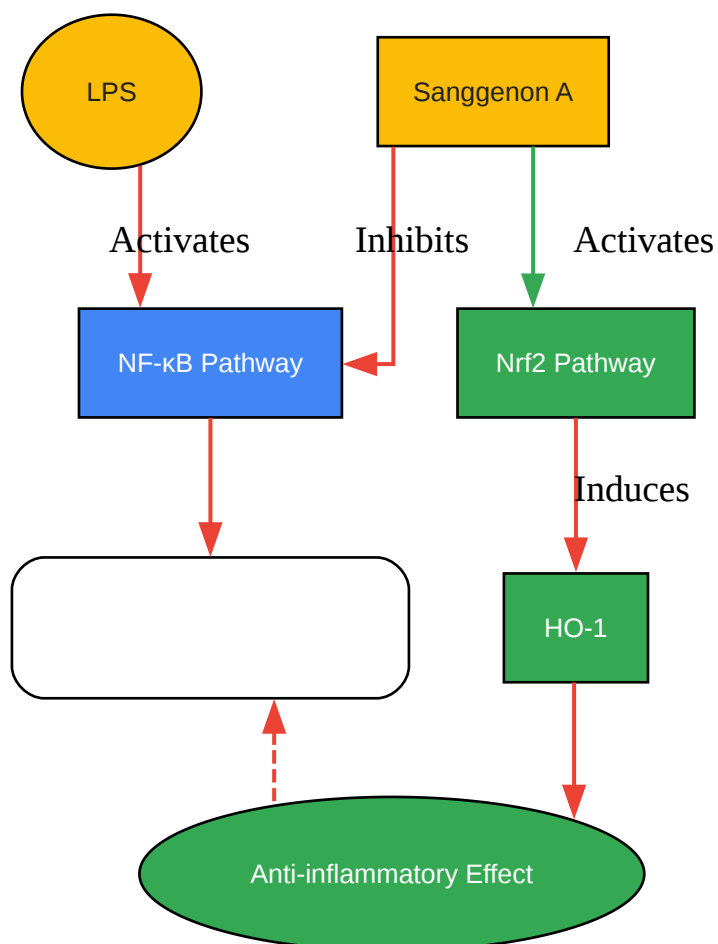 LPS
Sanggenon A
Activates
Inhibits
Activates
NF-κB Pathway
Nrf2 Pathway
Induces
HO-1
Anti-inflammatory Effect